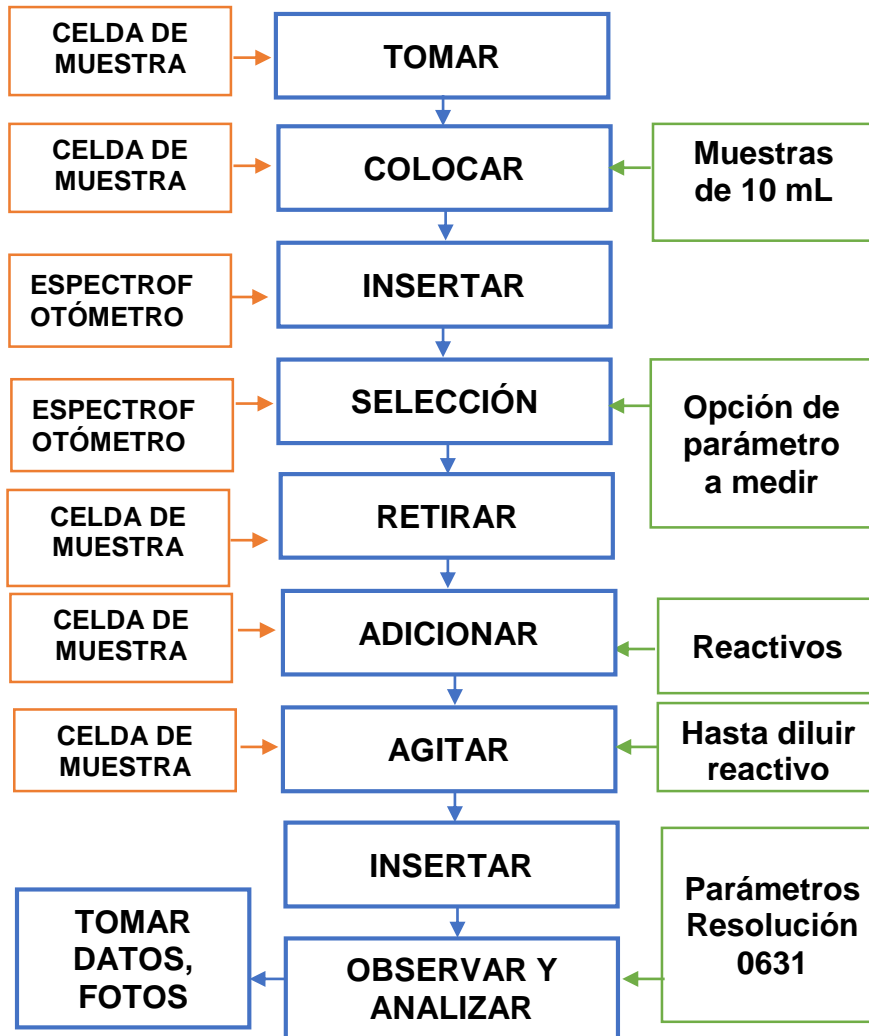 CELDA DE
MUESTRA
TOMAR
CELDA DE
MUESTRA
COLOCAR
Muestras
de 10 mL
ESPECTROF
OTÓMETRO
INSERTAR
ESPECTROF
OTÓMETRO
SELECCIÓN
Opción de
parámetro
a medir
CELDA DE
MUESTRA
RETIRAR
CELDA DE
MUESTRA
ADICIONAR
Reactivos
CELDA DE
MUESTRA
AGITAR
Hasta diluir
reactivo
INSERTAR
Parámetros
Resolución
0631
OBSERVAR Y
ANALIZAR
TOMAR
DATOS,
FOTOS